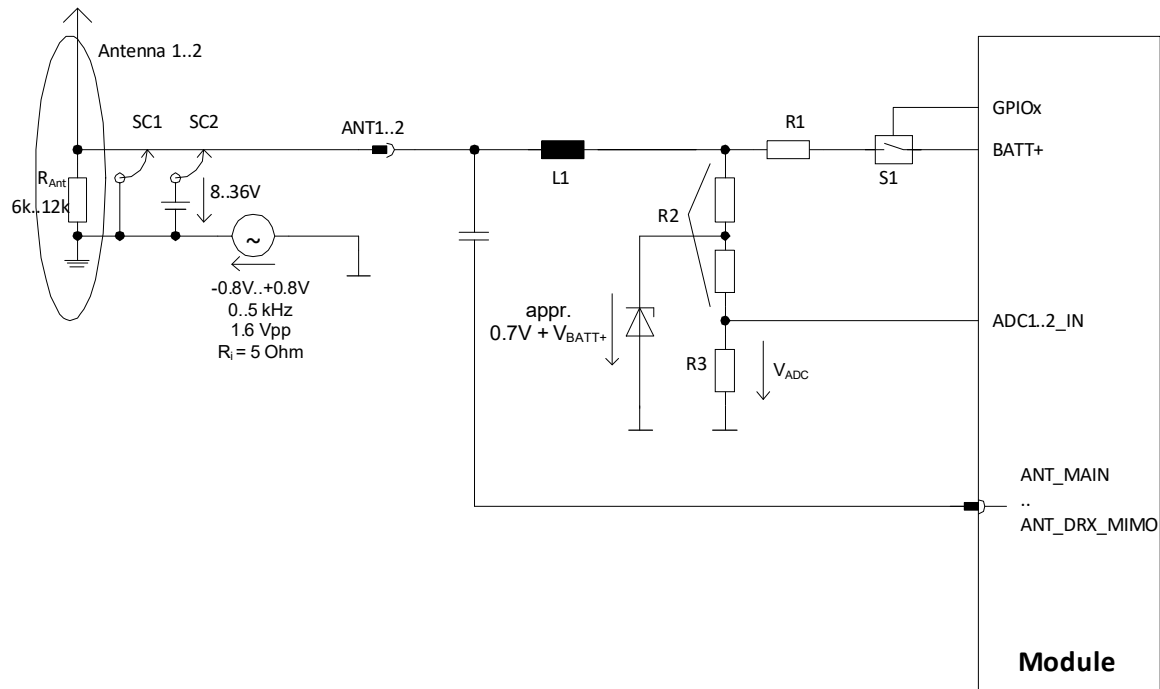 Antenna 1..2
SC1
SC2
ANT1..2
R1
GPIOx
BATT+
S1
L1
RAnt
6k..12k
8..36V
R2
~
-0.8V..+0.8V
0..5 kHz
1.6 Vpp
Ri = 5 Ohm
appr.
0.7V + VBATT+
ADC1..2_IN
R3
VADC
ANT_MAIN
..
ANT_DRX_MIMO
Module